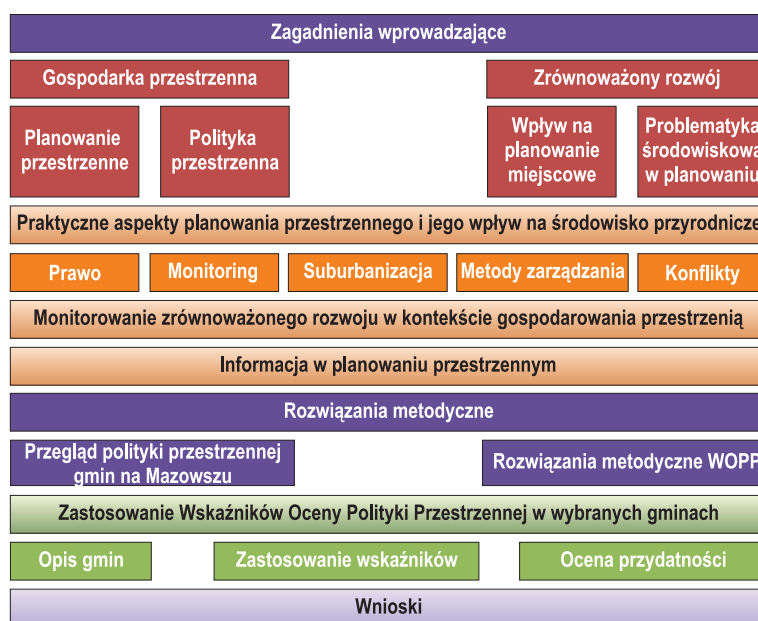 Zagadnienia wprowadzające
Gospodarka przestrzenna
Zrównoważony rozwój
Planowanie
przestrzenne
Polityka
przestrzenna
Wpływ na
planowanie
miejscowe
Problematyka
środowiskowa
w planowaniu
Praktyczne aspekty planowania przestrzennego i jego wpływ na środowisko przyrodnicze
Prawo
Monitoring
Suburbanizacja
Metody zarządzania
Konflikty
Monitorowanie zrównoważonego rozwoju w kontekście gospodarowania przestrzenią
Informacja w planowaniu przestrzennym
Rozwiązania metodyczne
Przegląd polityki przestrzennej
gmin na Mazowszu
Rozwiązania metodyczne WOPP
Zastosowanie Wskaźników Oceny Polityki Przestrzennej w wybranych gminach
Opis gmin
Zastosowanie wskaźników
Ocena przydatności
Wnioski